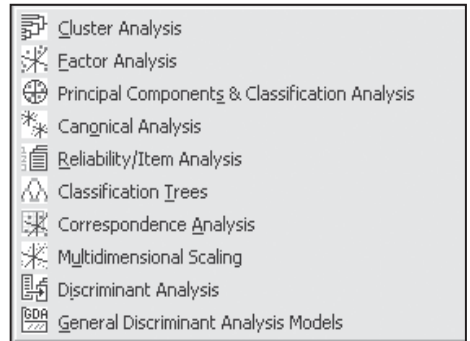 Cluster Analysis
Factor Analysis
Principal Components & Classification Analysis
Canonical Analysis
Reliability/Item Analysis
Classification Trees
Correspondence Analysis
Multidimensional Scaling
Discriminant Analysis
GDA General Discriminant Analysis Models